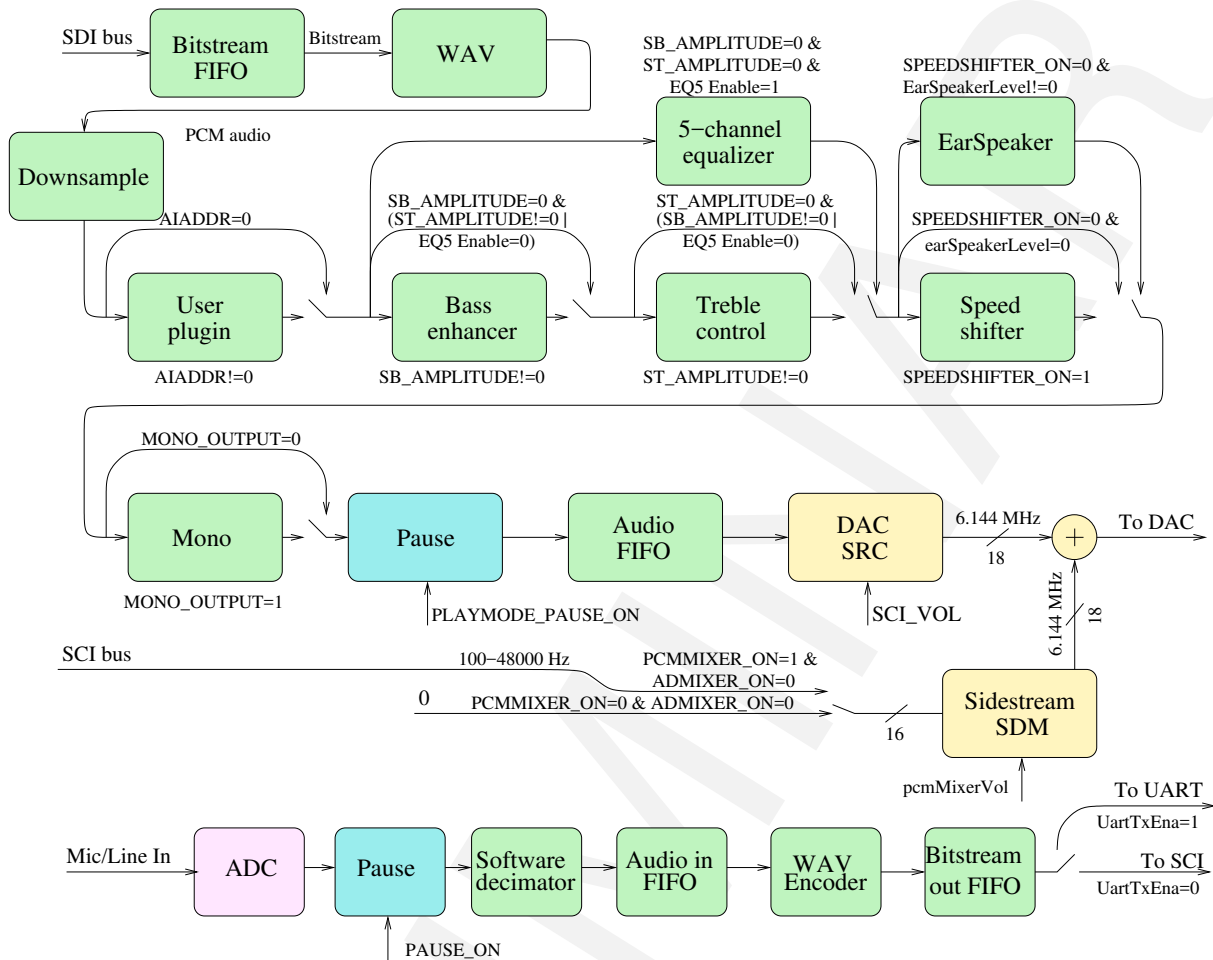 SDI bus
Bitstream
FIFO
Bitstream
WAV
SB_AMPLITUDE=0 &
ST_AMPLITUDE=0 &
EQ5 Enable=1
SPEEDSHIFTER_ON=0 &
EarSpeakerLevel!=0
PCM audio
Downsample
5−channel
equalizer
EarSpeaker
AIADDR=0
SB_AMPLITUDE=0 &
(ST_AMPLITUDE!=0 |
EQ5 Enable=0)
ST_AMPLITUDE=0 &
(SB_AMPLITUDE!=0 |
EQ5 Enable=0)
SPEEDSHIFTER_ON=0 &
earSpeakerLevel=0
User
plugin
Bass
enhancer
Treble
control
Speed
shifter
AIADDR!=0
SB_AMPLITUDE!=0
ST_AMPLITUDE!=0
SPEEDSHIFTER_ON=1
MONO_OUTPUT=0
Mono
Pause
Audio
FIFO
DAC
SRC
6.144 MHz
18
+
To DAC
MONO_OUTPUT=1
PLAYMODE_PAUSE_ON
SCI_VOL
6.144 MHz
18
SCI bus
100−48000 Hz
PCMMIXER_ON=1 &
ADMIXER_ON=0
0
PCMMIXER_ON=0 & ADMIXER_ON=0
16
Sidestream
SDM
pcmMixerVol
To UART
UartTxEna=1
Mic/Line In
ADC
Pause
Software
decimator
Audio in
FIFO
WAV
Encoder
Bitstream
out FIFO
To SCI
UartTxEna=0
PAUSE_ON